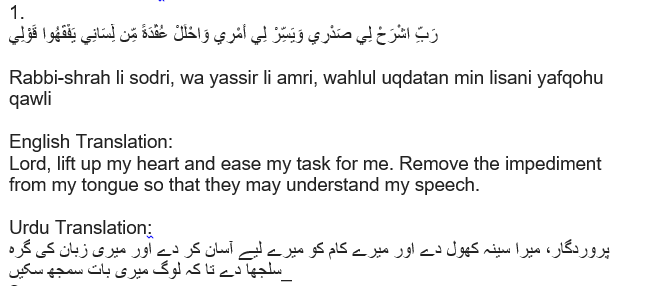 1.
رَبِّ اشْرَحْ لِي صَدْرِي وَيَسِّرْ لِي أَمْرِي وَاحْلُلْ عُقْدَةً مِّن لِّسَانِي يَفْقَهُوا قَوْلِي
Rabbi-shrah li sodri, wa yassir li amri, wahlul uqdatan min lisani yafqohu
qawli
English Translation:
Lord, lift up my heart and ease my task for me. Remove the impediment
from my tongue so that they may understand my speech.
Urdu Translation:
پروردگار، میرا سینہ کھول دے اور میرے کام کو میرے لیے آسان کر دے اور میری زبان کی گرہ
سلجھا دے تا کہ لوگ میری بات سمجھ سکیں_